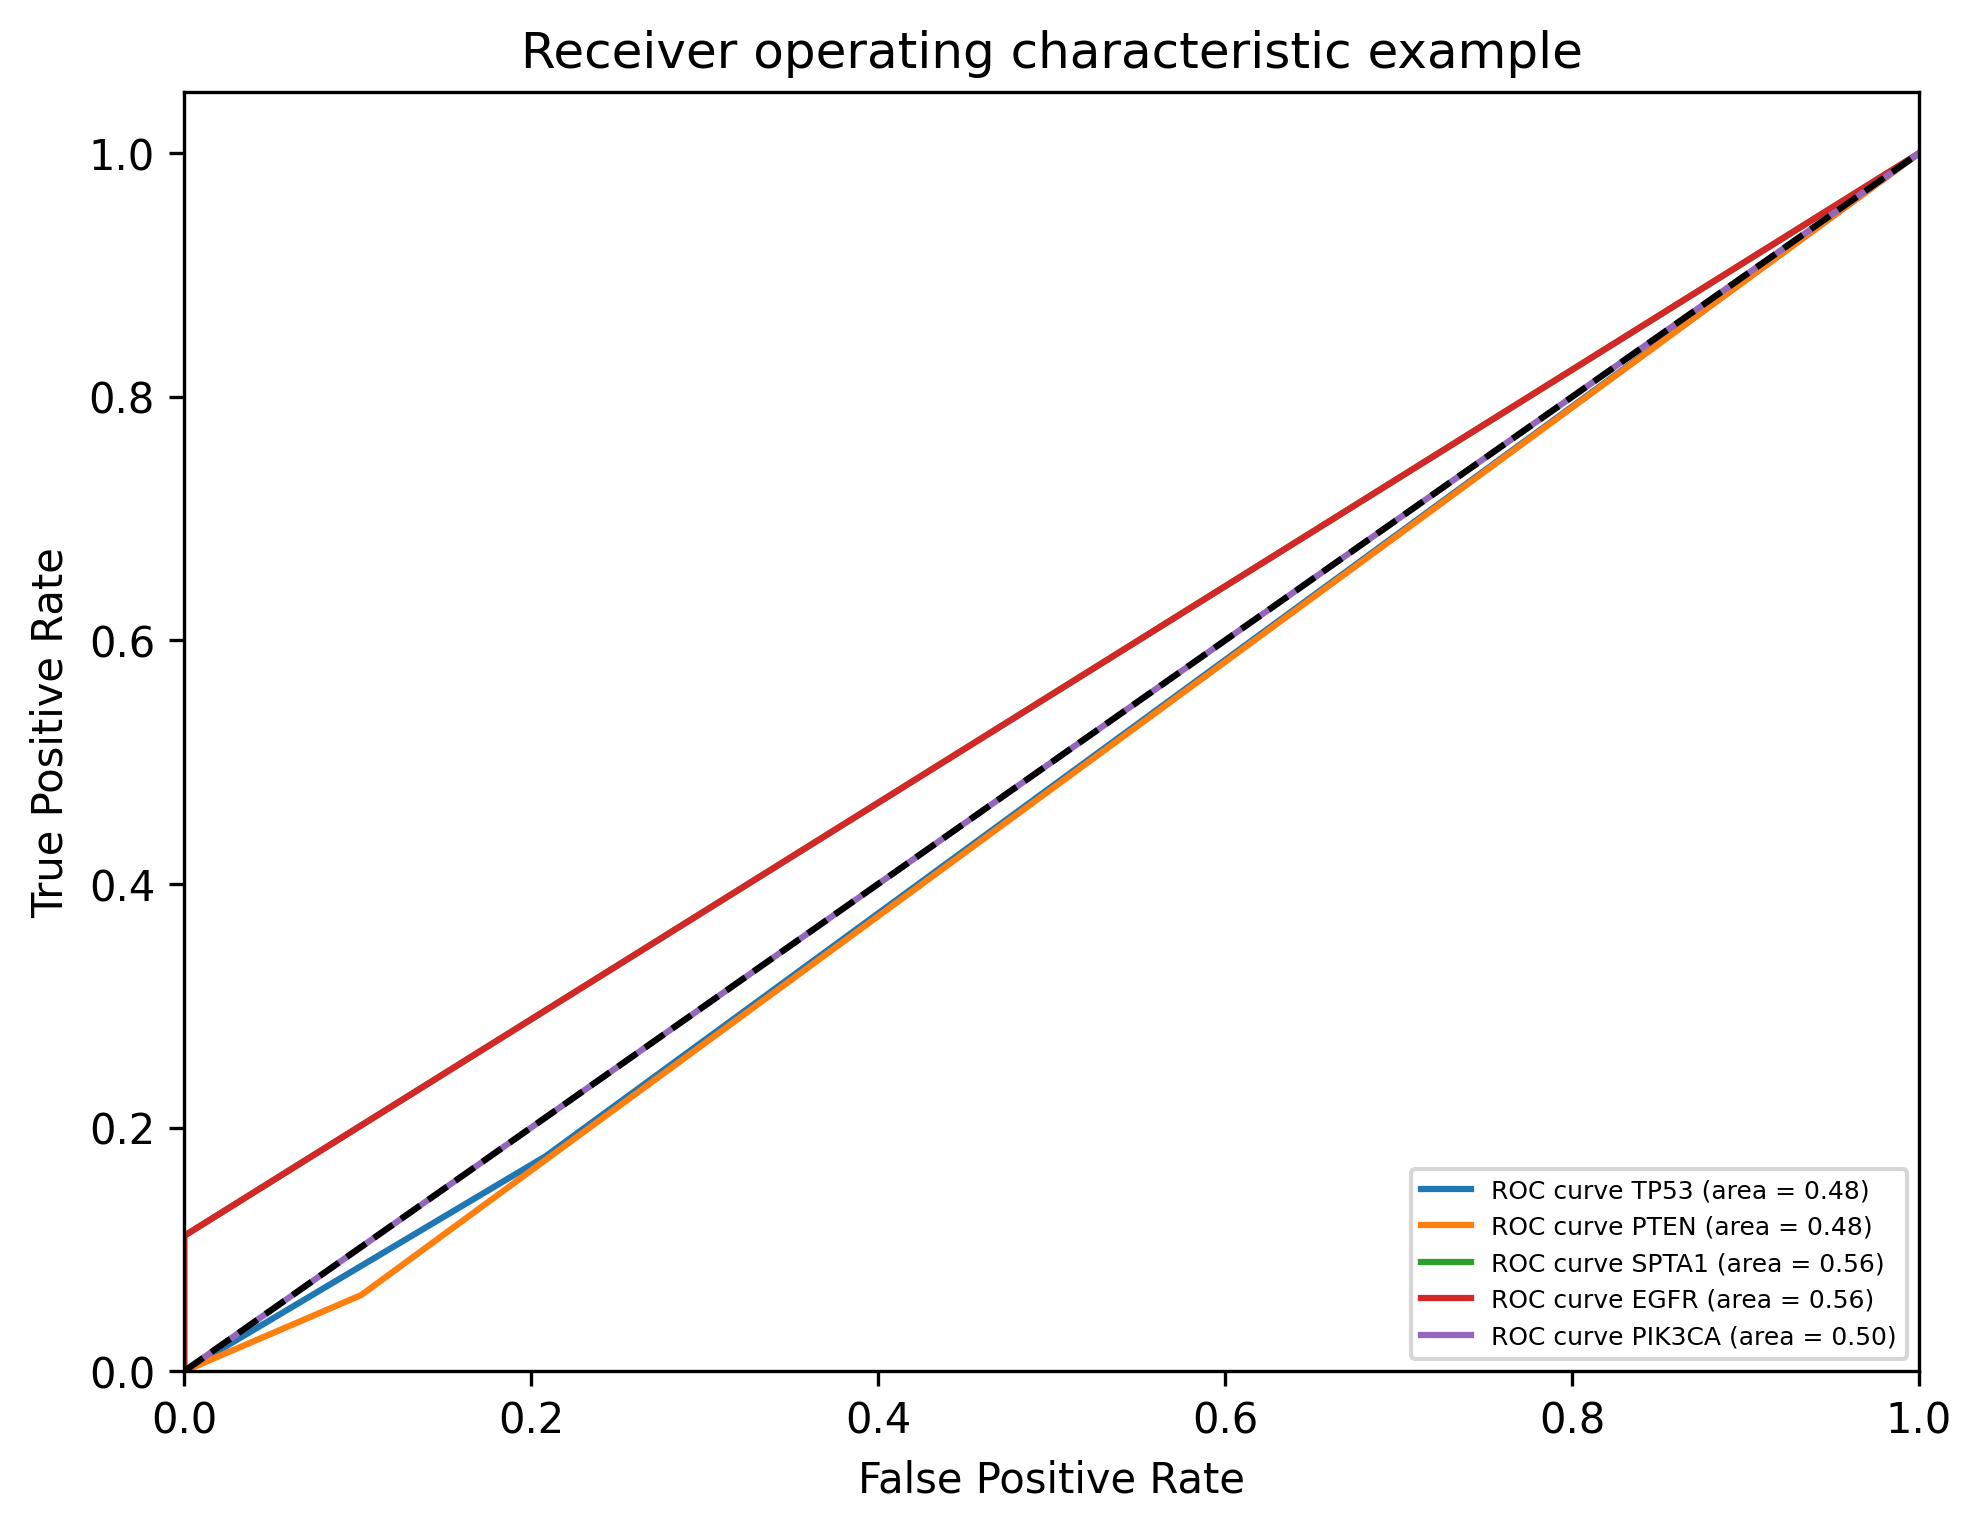 Receiver operating characteristic example
True Positive Rate
1.0
0.8
0.6
0.4
0.2
0.0
ROC curve TP53 (area = 0.48)
ROC curve PTEN (area = 0.48)
ROC curve SPTA1 (area = 0.56)
ROC curve EGFR (area = 0.56)
ROC curve PIK3CA (area = 0.50)
0.0 0.2 0.4 0.6 0.8 1.0
False Positive Rate